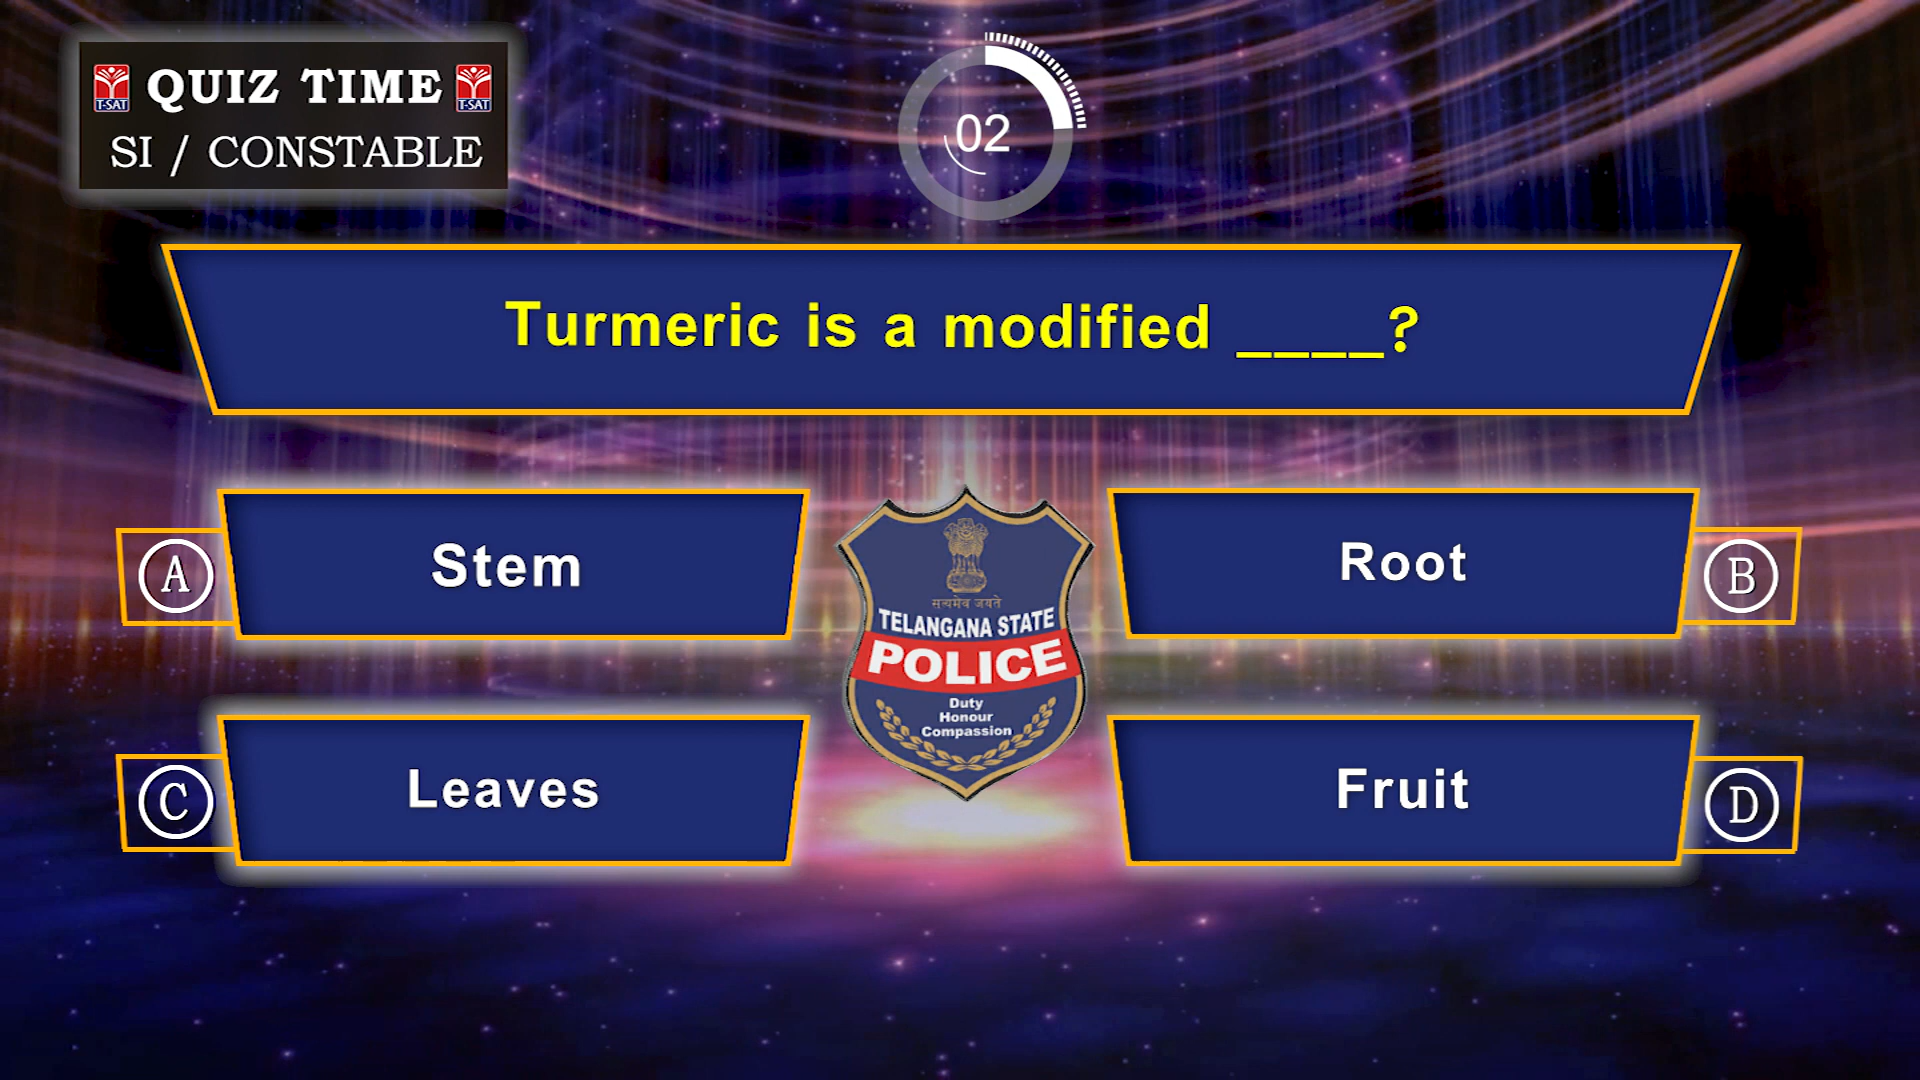 QUIZ TIME
T-SAT
T-SAT
SI / CONSTABLE
02
Turmeric is a modified ____?
A
Stem
Root
B
सत्यमेव जयते
TELANGANA STATE
POLICE
Duty
Honour
Compassion
C
Leaves
Fruit
D